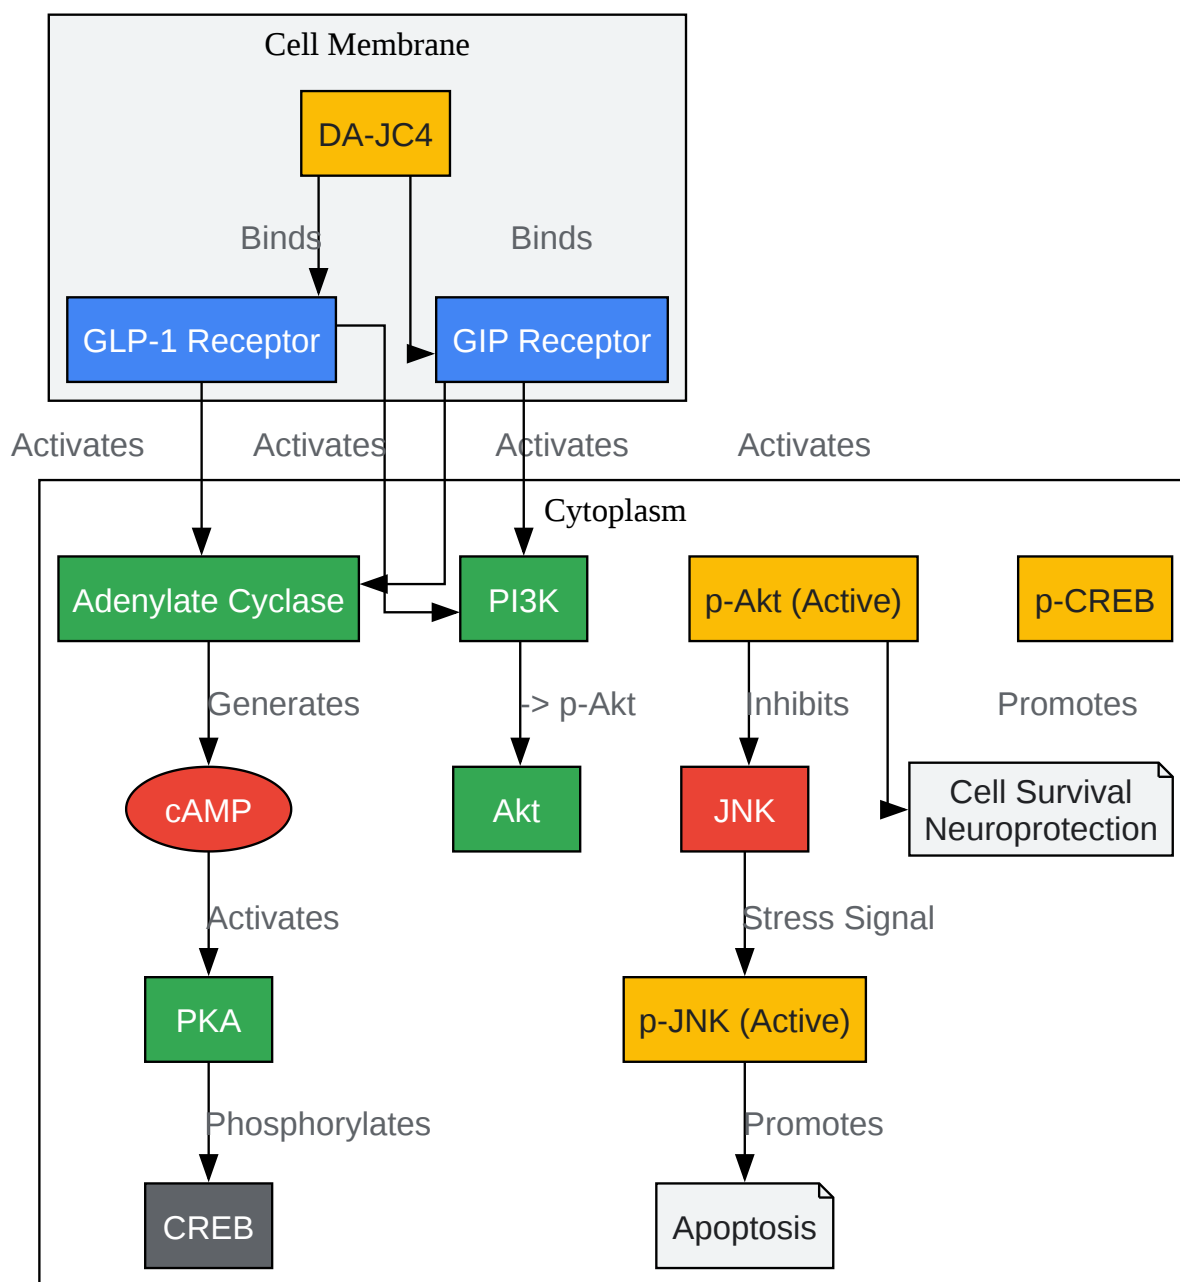 Cell Membrane
DA-JC4
Binds
Binds
GLP-1 Receptor
GIP Receptor
Activates
Activates
Activates
Activates
Cytoplasm
Adenylate Cyclase
PI3K
p-Akt (Active)
p-CREB
Generates
-> p-Akt
Inhibits
Promotes
cAMP
Akt
JNK
Cell Survival
Neuroprotection
Activates
Stress Signal
PKA
p-JNK (Active)
Phosphorylates
Promotes
CREB
Apoptosis